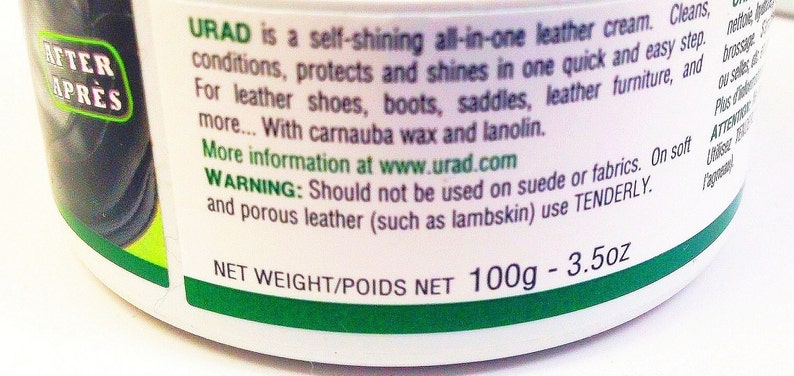 AFTER
APRÈS
URAD is a self-shining all-in-one leather cream. Cleans,
conditions, protects and shines in one quick and easy step.
For leather shoes, boots, saddles, leather furniture, and
more... With carnauba wax and lanolin.
More information at www.urad.com
WARNING: Should not be used on suede or fabrics. On soft
and porous leather (such as lambskin) use TENDERLY.
NET WEIGHT/POIDS NET 100g - 3.5oz
nettoie,
brossage.
ou selles,
Plus d'
ATTENTION:
Utilisez
l'agneau).